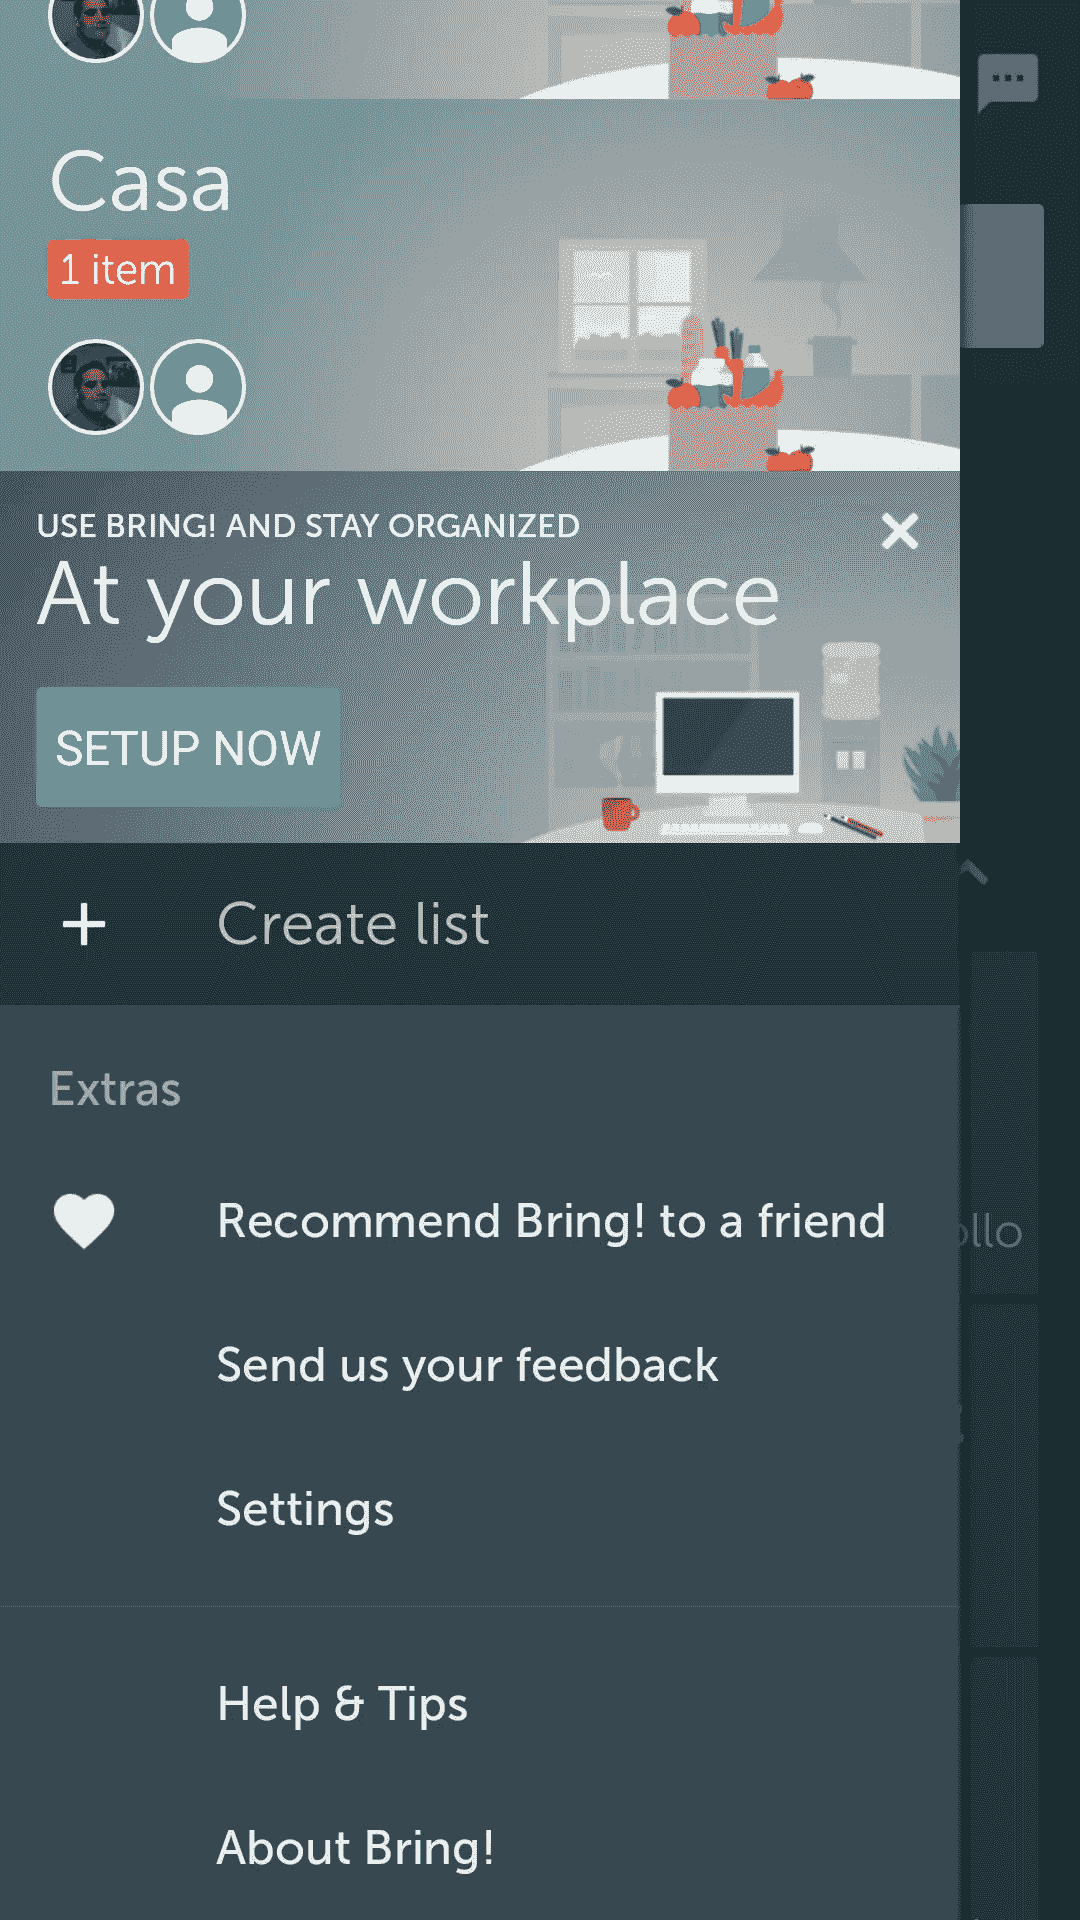 Casa
1 item
USE BRING! AND STAY ORGANIZED
At your workplace
SETUP NOW
Create list
Extras
Recommend Bring! to a friend
ollo
Send us your feedback
Settings
Help & Tips
About Bring!